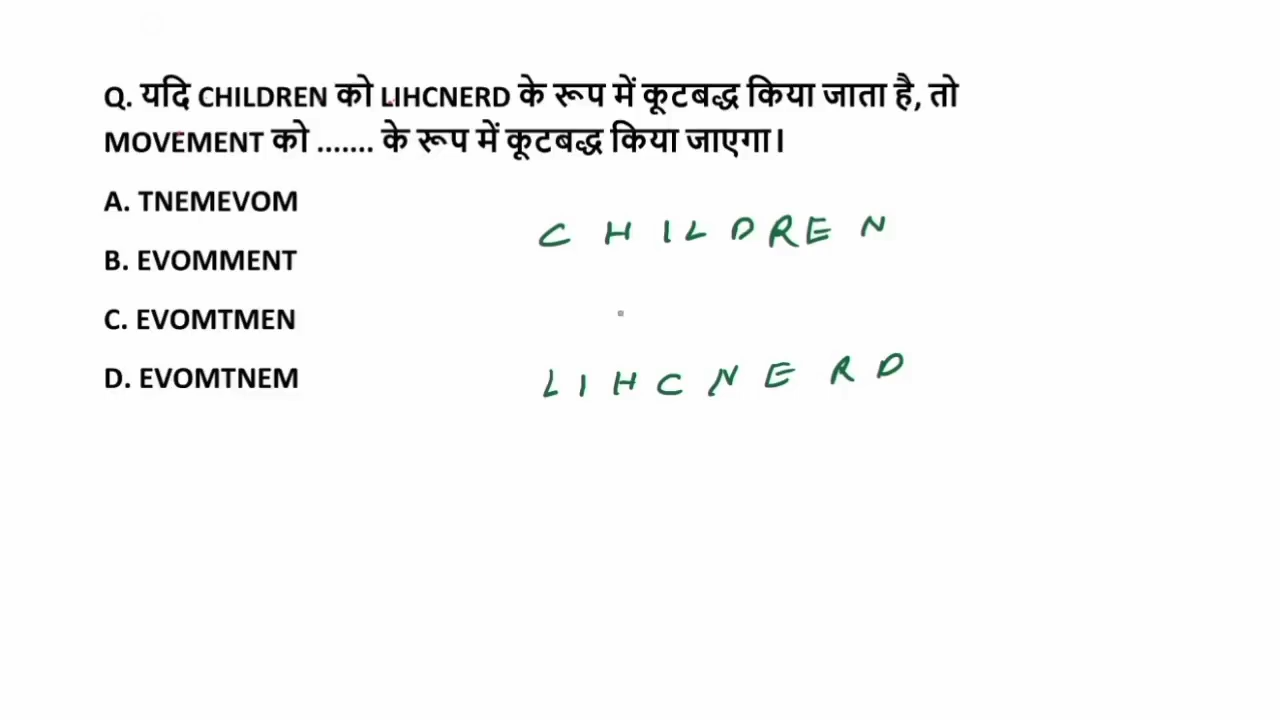 Q. यदि CHILDREN को LIHCNERD के रूप में कूटबद्ध किया जाता है, तो
MOVEMENT को ....... के रूप में कूटबद्ध किया जाएगा।
A. TNEMEVOM
B. EVOMMENT
C. EVOMTMEN
D. EVOMTNEM
C H I L D R E N
L I H C N E R D